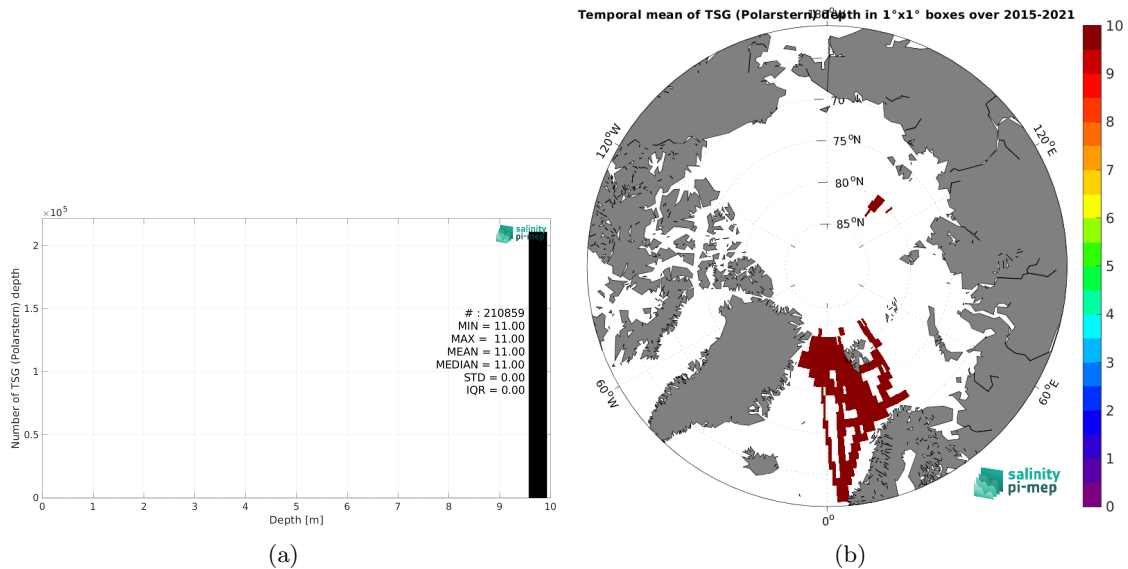 ×10⁵
2
1.5
1
0.5
0
Number of TSG (Polarstern) depth
salinity
pi-mep
# : 210859
MIN = 11.00
MAX = 11.00
MEAN = 11.00
MEDIAN = 11.00
STD = 0.00
IQR = 0.00
0 1 2 3 4 5 6 7 8 9 10
Depth [m]
(a)
Temporal mean of TSG (Polarstern) depth in 1°x1° boxes over 2015-2021
180°
70°N
75°N
80°N
85°N
120°W
120°E
60°W
60°E
0°
10
9
8
7
6
5
4
3
2
1
0
salinity
pi-mep
(b)